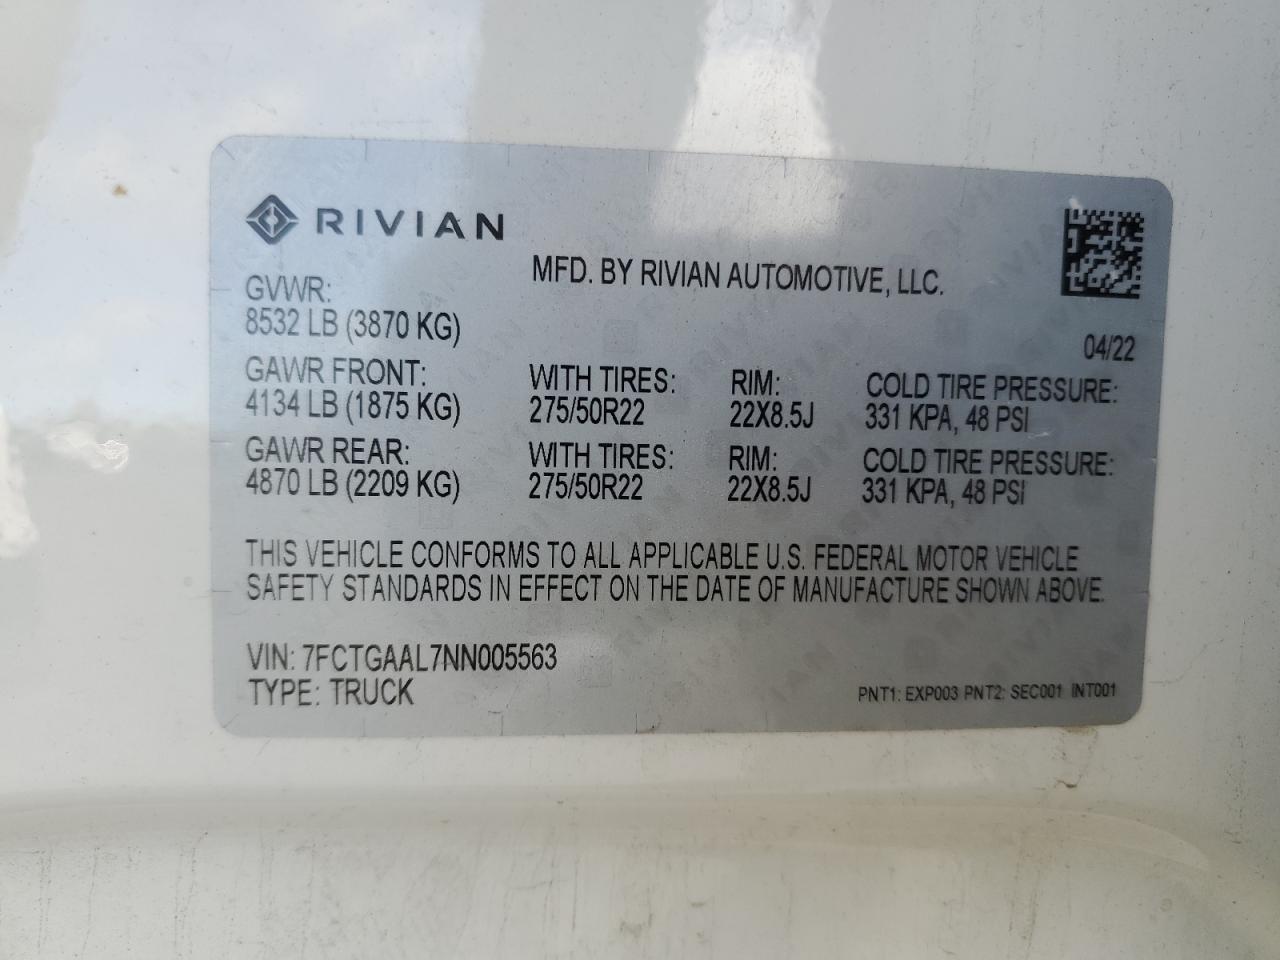 RIVIAN
MFD. BY RIVIAN AUTOMOTIVE, LLC.
GVWR:
8532 LB (3870 KG)
04/22
GAWR FRONT: WITH TIRES: RIM: COLD TIRE PRESSURE:
4134 LB (1875 KG) 275/50R22 22X8.5J 331 KPA, 48 PSI
GAWR REAR: WITH TIRES: RIM: COLD TIRE PRESSURE:
4870 LB (2209 KG) 275/50R22 22X8.5J 331 KPA, 48 PSI
THIS VEHICLE CONFORMS TO ALL APPLICABLE U.S. FEDERAL MOTOR VEHICLE
SAFETY STANDARDS IN EFFECT ON THE DATE OF MANUFACTURE SHOWN ABOVE.
VIN: 7FCTGAAL7NN005563
TYPE: TRUCK
PNT1: EXP003 PNT2: SEC001 INT001